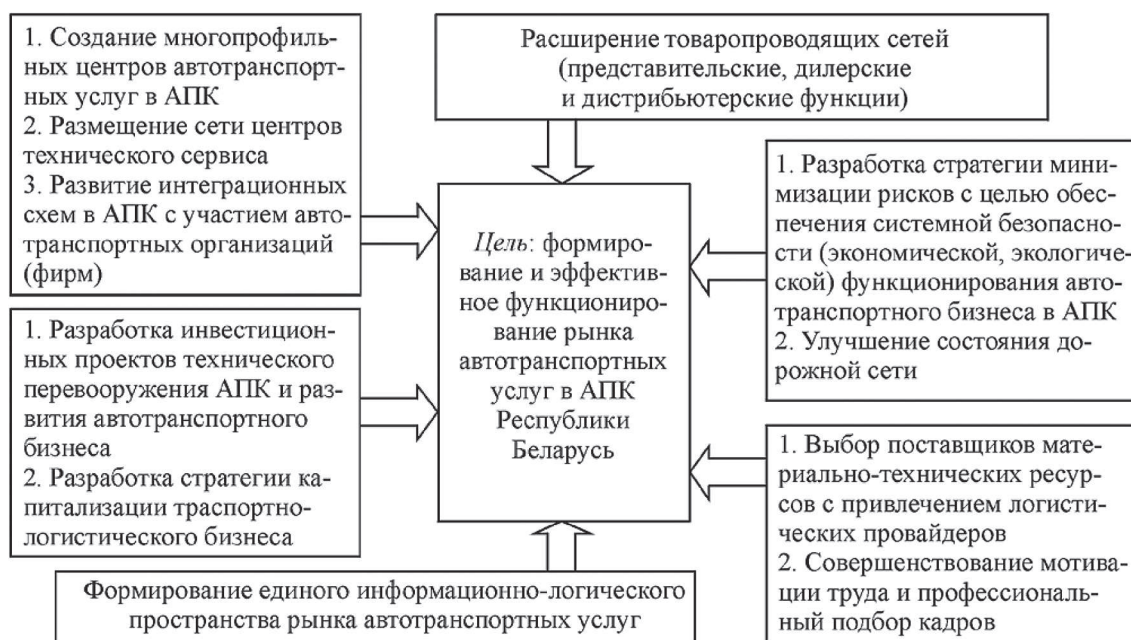 1. Создание многопрофиль-
ных центров автотранспорт-
ных услуг в АПК
2. Размещение сети центров
технического сервиса
3. Развитие интеграционных
схем в АПК с участием авто-
транспортных организаций
(фирм)
Расширение товаропроводящих сетей
(представительские, дилерские
и дистрибьютерские функции)
1. Разработка стратегии мини-
мизации рисков с целью обес-
печения системной безопасно-
сти (экономической, экологиче-
ской) функционирования авто-
транспортного бизнеса в АПК
2. Улучшение состояния до-
рожной сети
Цель: формиро-
вание и эффектив-
ное функциониро-
вание рынка
автотранспортных
услуг в АПК
Республики
Беларусь
1. Разработка инвестицион-
ных проектов технического
перевооружения АПК и раз-
вития автотранспортного
бизнеса
2. Разработка стратегии ка-
питализации траспортно-
логистического бизнеса
1. Выбор поставщиков мате-
риально-технических ресур-
сов с привлечением логисти-
ческих провайдеров
2. Совершенствование мотива-
ции труда и профессиональ-
ный подбор кадров
Формирование единого информационно-логического
пространства рынка автотранспортных услуг